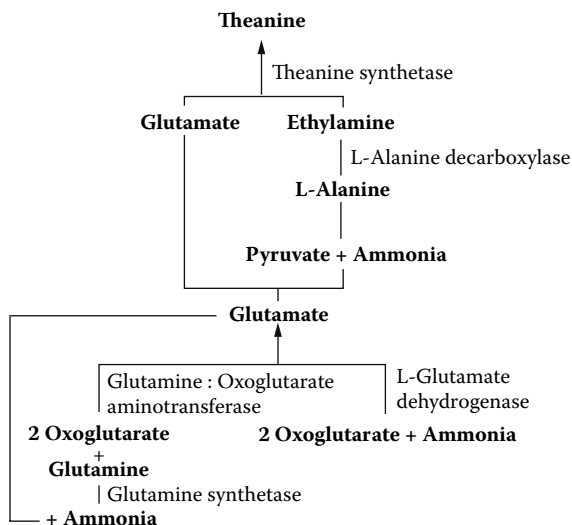 Theanine
Theanine synthetase
Glutamate Ethylamine
L-Alanine decarboxylase
L-Alanine
Pyruvate + Ammonia
Glutamate
Glutamine : Oxoglutarate
aminotransferase
L-Glutamate
dehydrogenase
2 Oxoglutarate
+
Glutamine
2 Oxoglutarate + Ammonia
Glutamine synthetase
+ Ammonia